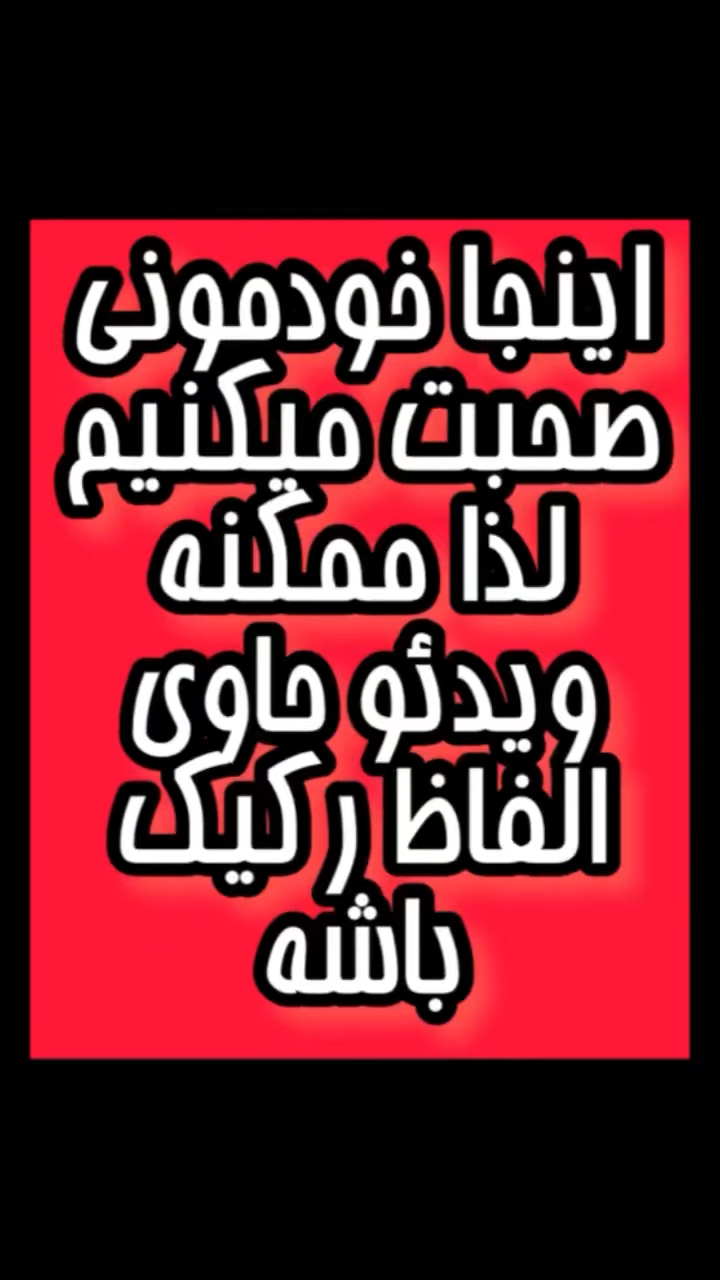 اینجا خودمونی
صحبت میکنیم
لذا ممکنه
ویدئو حاوی
الفاظ رکیک
باشه